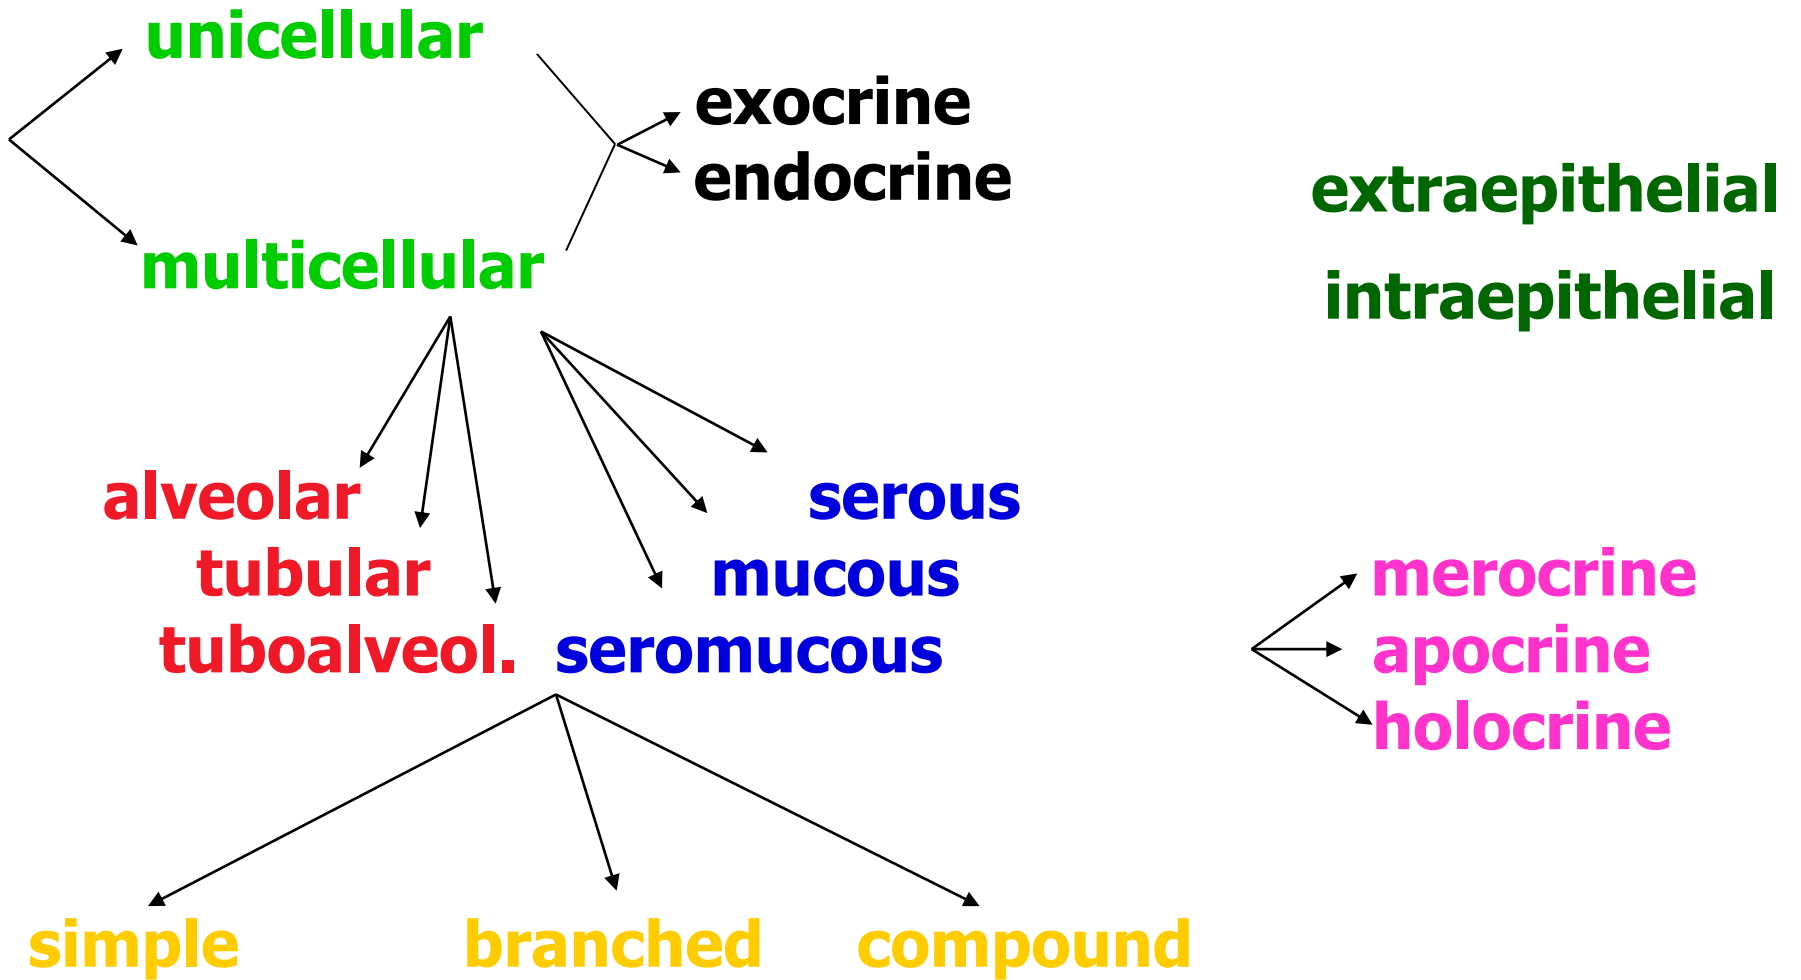 unicellular
exocrine
endocrine
extraepithelial
multicellular
intraepithelial
alveolar
serous
tubular
mucous
merocrine
tuboalveol.
seromucous
apocrine
holocrine
simple
branched
compound